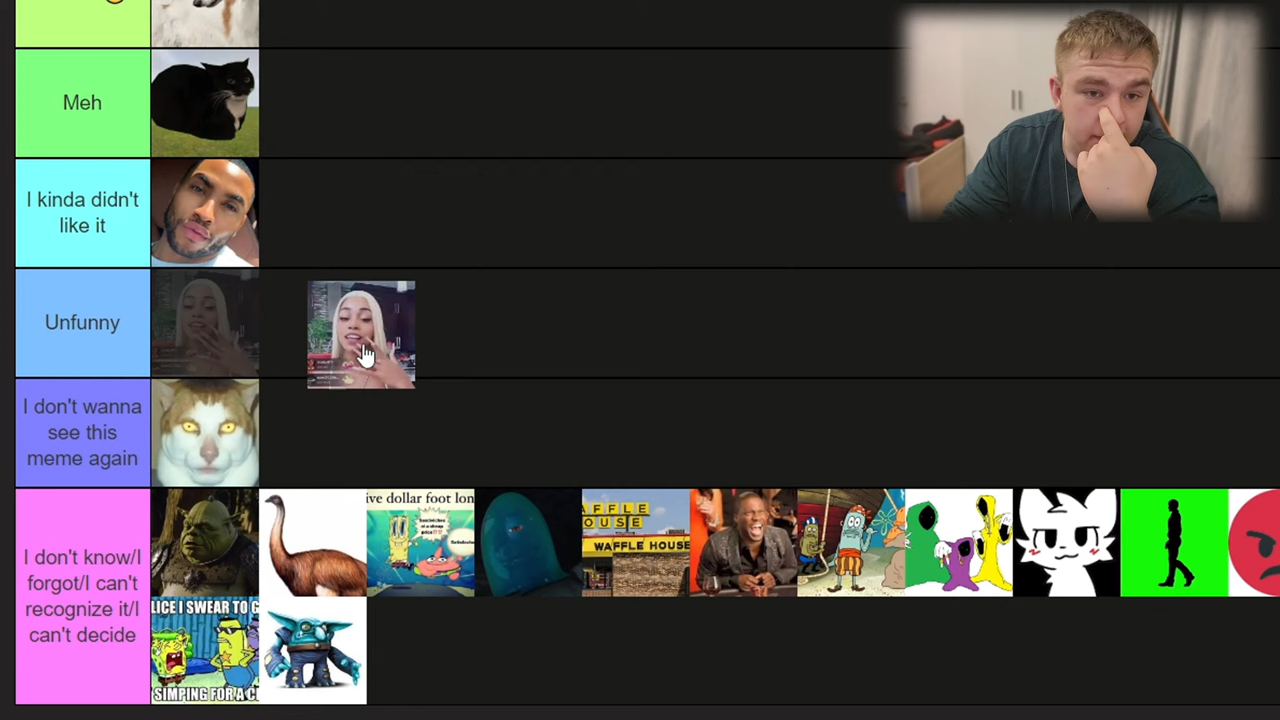 Meh
I kinda didn't
like it
Unfunny
I don't wanna
see this
meme again
I don't know/I
forgot/I can't
recognize it/I
can't decide
ive dollar foot lon
AFFLE
OUSE
WAFFLE HOUSE
LICE I SWEAR TO G
SIMPING FOR A C